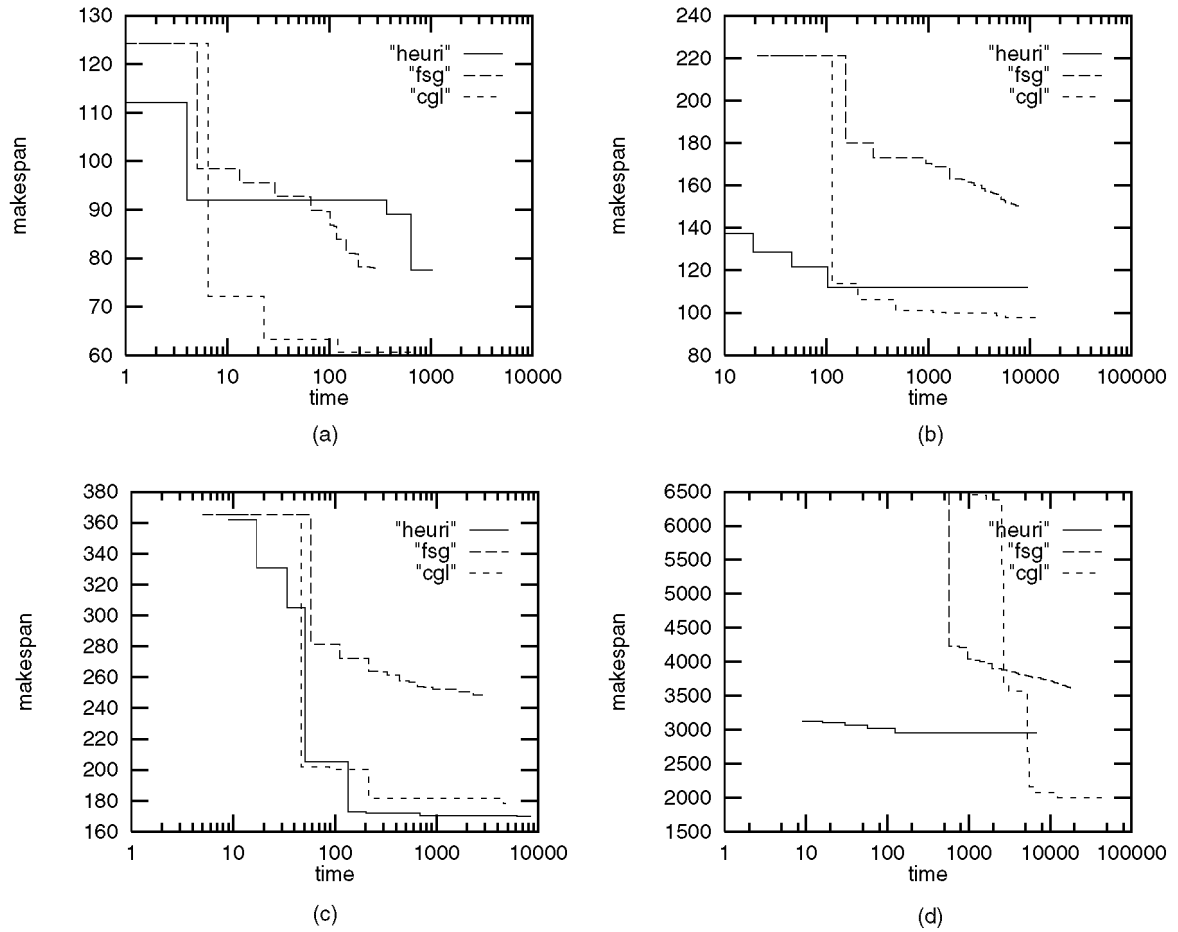 130
120
110
100
90
80
70
60
makespan
"heuri"
"fsg"
"cgl"
1 10 100 1000 10000
time
(a)
240
220
200
180
160
140
120
100
80
makespan
"heuri"
"fsg"
"cgl"
10 100 1000 10000 100000
time
(b)
380
360
340
320
300
280
260
240
220
200
180
160
makespan
"heuri"
"fsg"
"cgl"
1 10 100 1000 10000
time
(c)
6500
6000
5500
5000
4500
4000
3500
3000
2500
2000
1500
makespan
"heuri"
"fsg"
"cgl"
1 10 100 1000 10000 100000
time
(d)